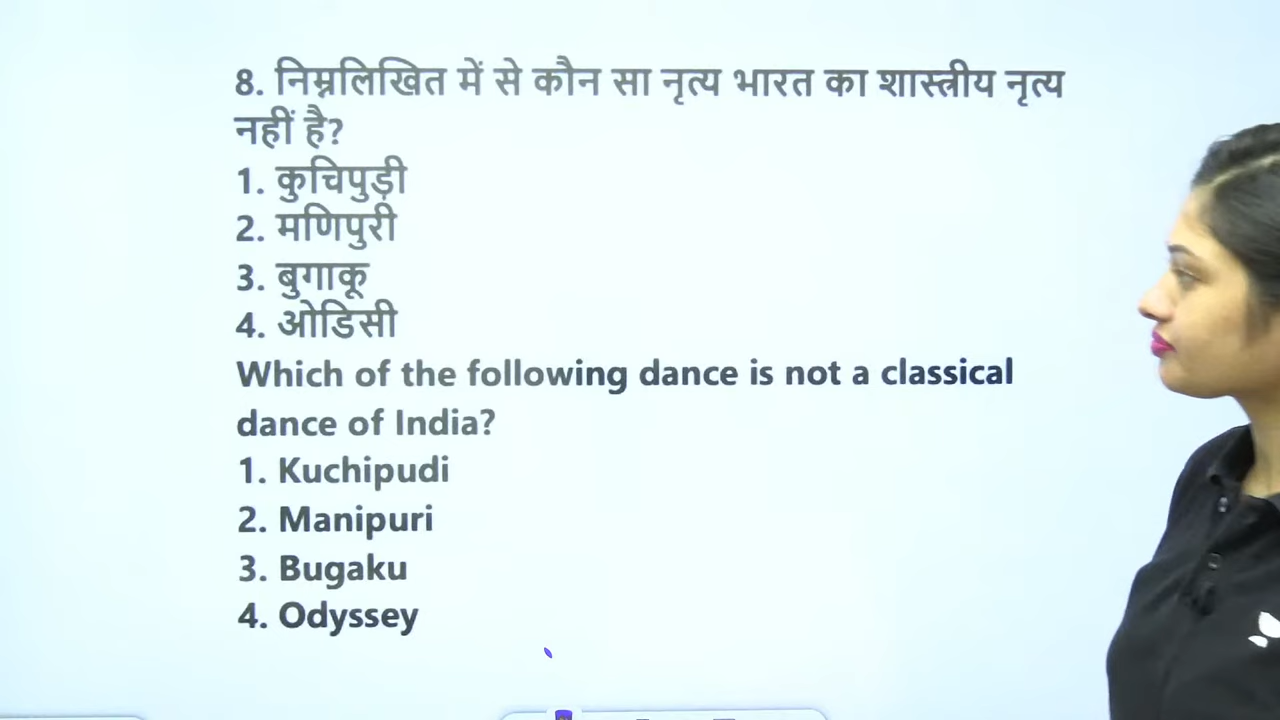 8. निम्नलिखित में से कौन सा नृत्य भारत का शास्त्रीय नृत्य
नहीं है?
1. कुचिपुड़ी
2. मणिपुरी
3. बुगाकू
4. ओडिसी
Which of the following dance is not a classical
dance of India?
1. Kuchipudi
2. Manipuri
3. Bugaku
4. Odyssey